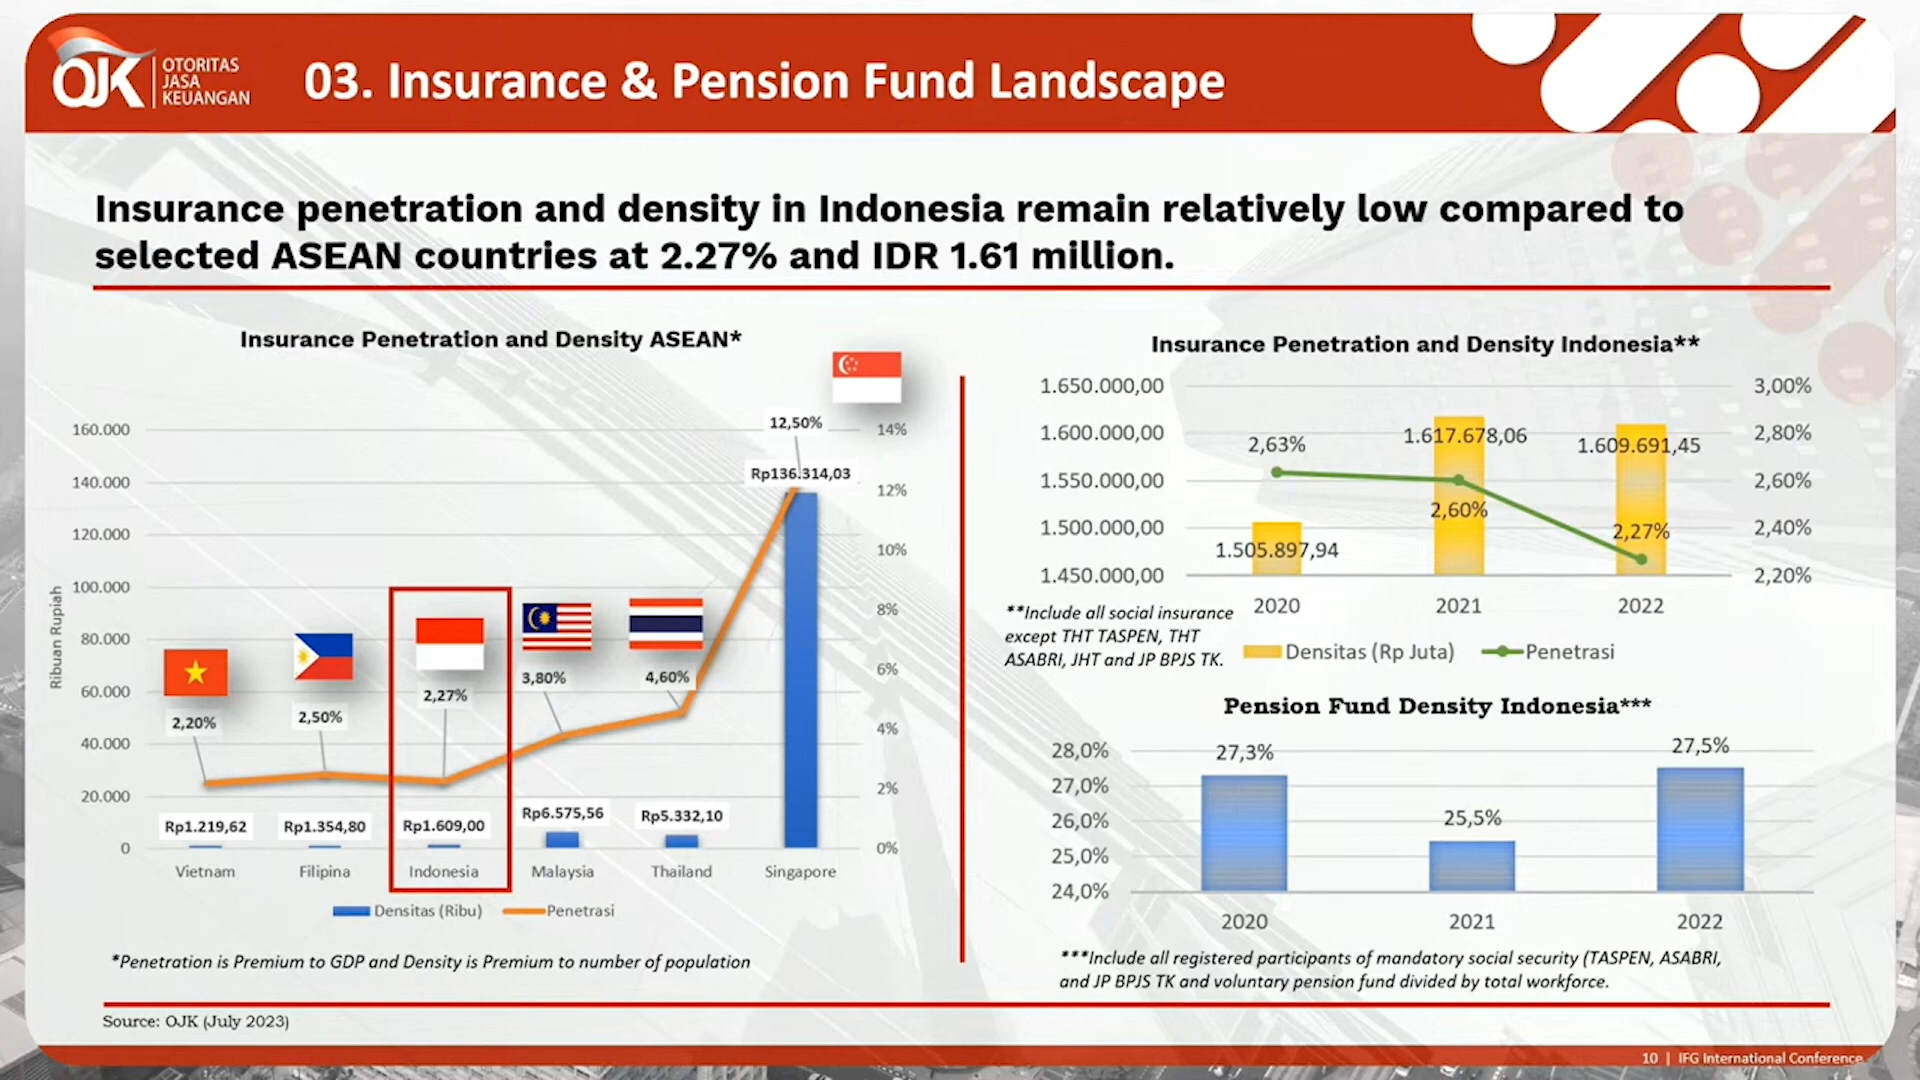 OJK
OTORITAS
JASA
KEUANGAN
03. Insurance & Pension Fund Landscape
Insurance penetration and density in Indonesia remain relatively low compared to
selected ASEAN countries at 2.27% and IDR 1.61 million.
Insurance Penetration and Density ASEAN*
160.000
140.000
120.000
100.000
80.000
60.000
40.000
20.000
0
Ribuan Rupiah
14%
12%
10%
8%
6%
4%
2%
0%
2,20%
2,50%
2,27%
3,80%
4,60%
12,50%
Rp1.219,62
Rp1.354,80
Rp1.609,00
Rp6.575,56
Rp5.332,10
Rp136.314,03
Vietnam
Filipina
Indonesia
Malaysia
Thailand
Singapore
Densitas (Ribu)
Penetrasi
*Penetration is Premium to GDP and Density is Premium to number of population
Insurance Penetration and Density Indonesia**
1.650.000,00
1.600.000,00
1.550.000,00
1.500.000,00
1.450.000,00
3,00%
2,80%
2,60%
2,40%
2,20%
2,63%
2,60%
2,27%
1.505.897,94
1.617.678,06
1.609.691,45
2020
2021
2022
**Include all social insurance
except THT TASPEN, THT
ASABRI, JHT and JP BPJS TK.
Densitas (Rp Juta)
Penetrasi
Pension Fund Density Indonesia***
28,0%
27,0%
26,0%
25,0%
24,0%
27,3%
25,5%
27,5%
2020
2021
2022
***Include all registered participants of mandatory social security (TASPEN, ASABRI,
and JP BPJS TK and voluntary pension fund divided by total workforce.
Source: OJK (July 2023)
10 | IFG International Conference